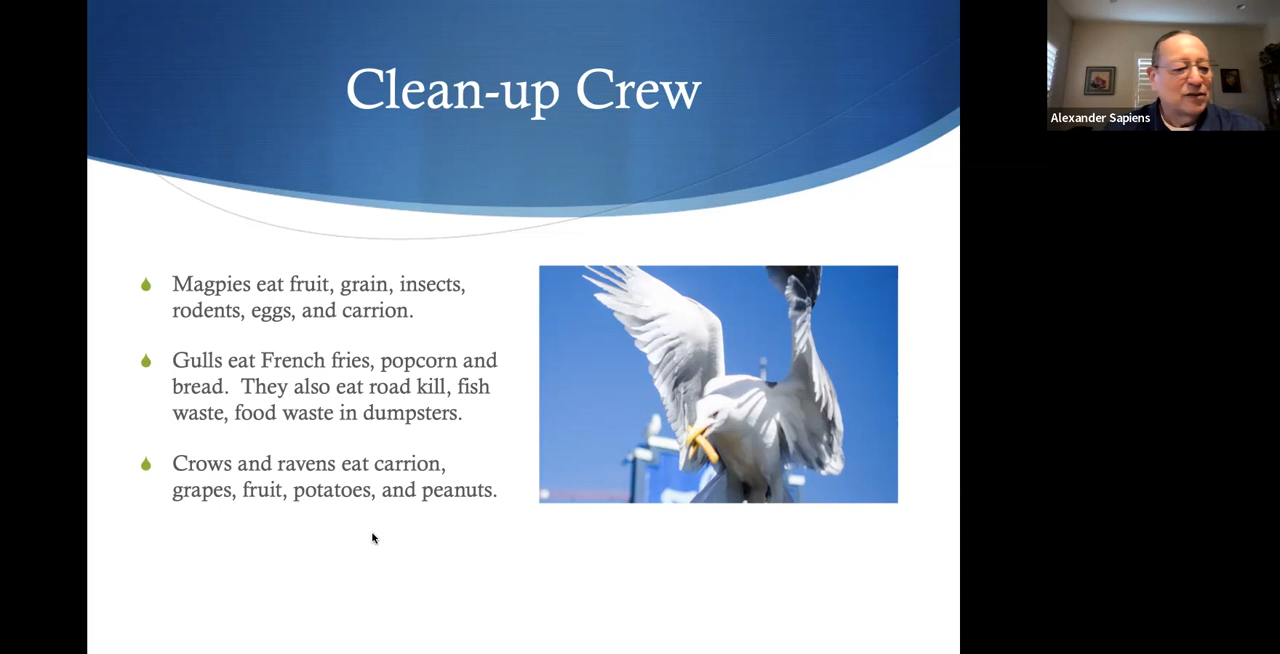 Clean-up Crew
Alexander Sapiens
Magpies eat fruit, grain, insects,
rodents, eggs, and carrion.
Gulls eat French fries, popcorn and
bread.  They also eat road kill, fish
waste, food waste in dumpsters.
Crows and ravens eat carrion,
grapes, fruit, potatoes, and peanuts.